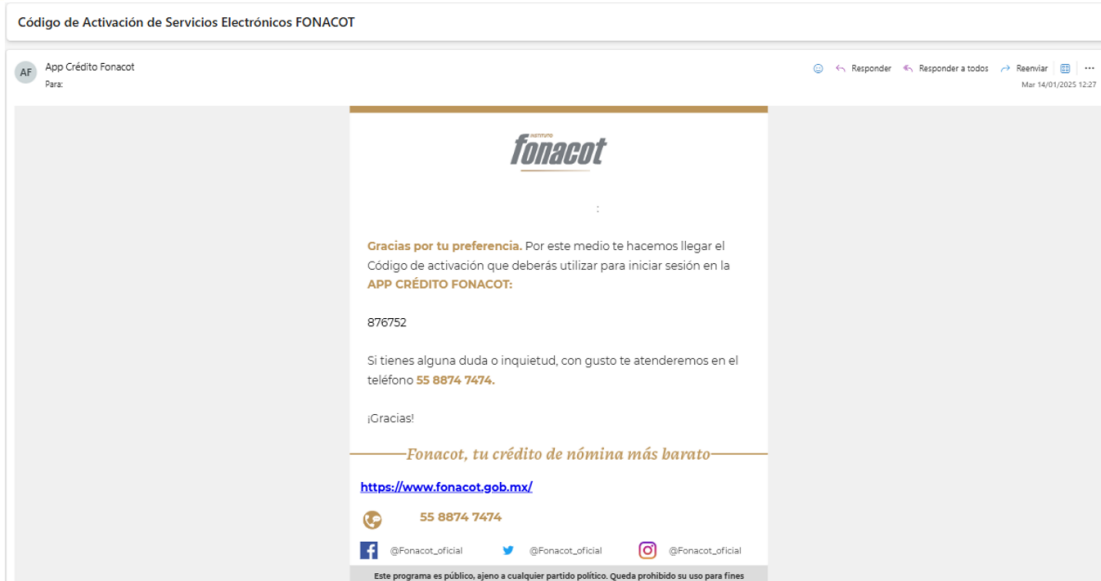 Código de Activación de Servicios Electrónicos FONACOT
AF
App Crédito Fonacot
Para:
Responder
Responder a todos
Reenviar
Mar 14/01/2025 12:27
INSTITUTO
fonacot
:
Gracias por tu preferencia. Por este medio te hacemos llegar el
Código de activación que deberás utilizar para iniciar sesión en la
APP CRÉDITO FONACOT:
876752
Si tienes alguna duda o inquietud, con gusto te atenderemos en el
teléfono 55 8874 7474.
¡Gracias!
Fonacot, tu crédito de nómina más barato
https://www.fonacot.gob.mx/
55 8874 7474
@Fonacot_oficial
@Fonacot_oficial
@Fonacot_oficial
Este programa es público, ajeno a cualquier partido político. Queda prohibido su uso para fines